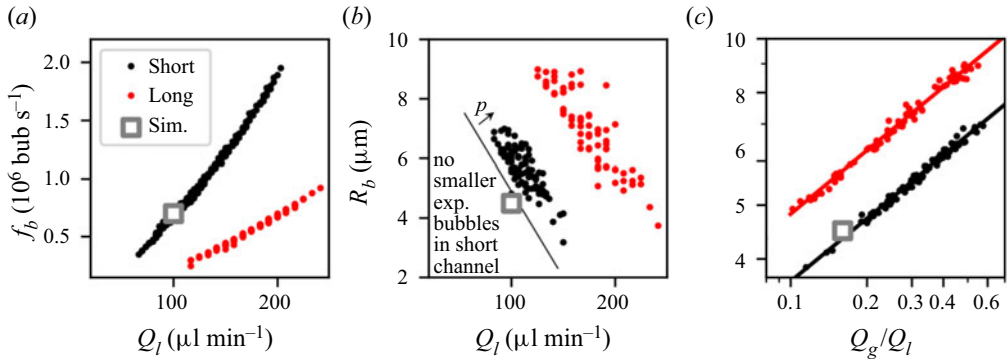 (a)
2.0
1.5
1.0
0.5
f_b (10⁶ bub s⁻¹)
Short
Long
Sim.
100
200
Q_l (µl min⁻¹)
(b)
10
8
6
4
2
R_b (µm)
p
no
smaller
exp.
bubbles
in short
channel
100
200
Q_l (µl min⁻¹)
(c)
10
8
6
5
4
0.1
0.2
0.3
0.4
0.6
Q_g/Q_l